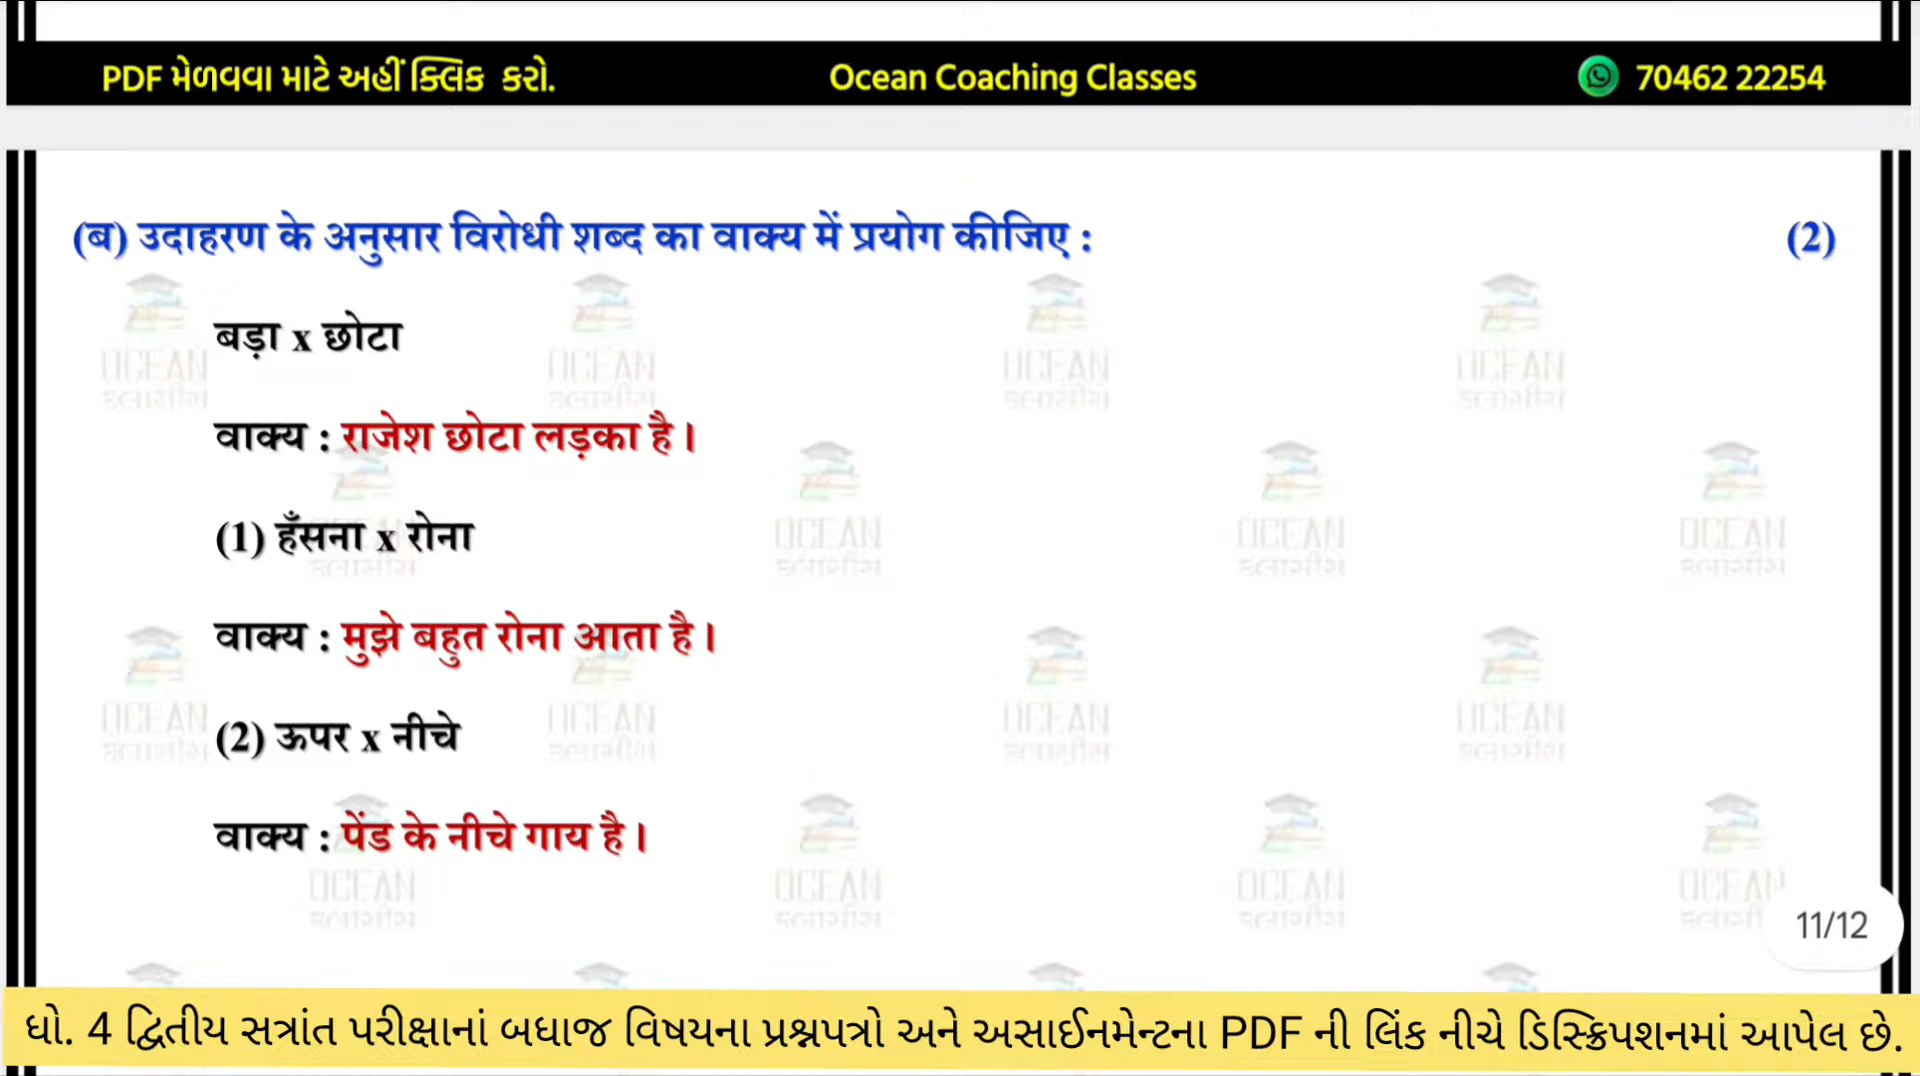 PDF મેળવવા માટે અહીં ક્લિક કરો.
Ocean Coaching Classes
70462 22254
(ब) उदाहरण के अनुसार विरोधी शब्द का वाक्य में प्रयोग कीजिए : (2)
बड़ा x छोटा
वाक्य : राजेश छोटा लड़का है।
(1) हँसना x रोना
वाक्य : मुझे बहुत रोना आता है।
(2) ऊपर x नीचे
वाक्य : पेंड के नीचे गाय है।
11/12
ધો. 4 દ્વિતીય સત્રાંત પરીક્ષાનાં બધાજ વિષયના પ્રશ્નપત્રો અને અસાઈનમેન્ટના PDF ની લિંક નીચે ડિસ્ક્રિપશનમાં આપેલ છે.